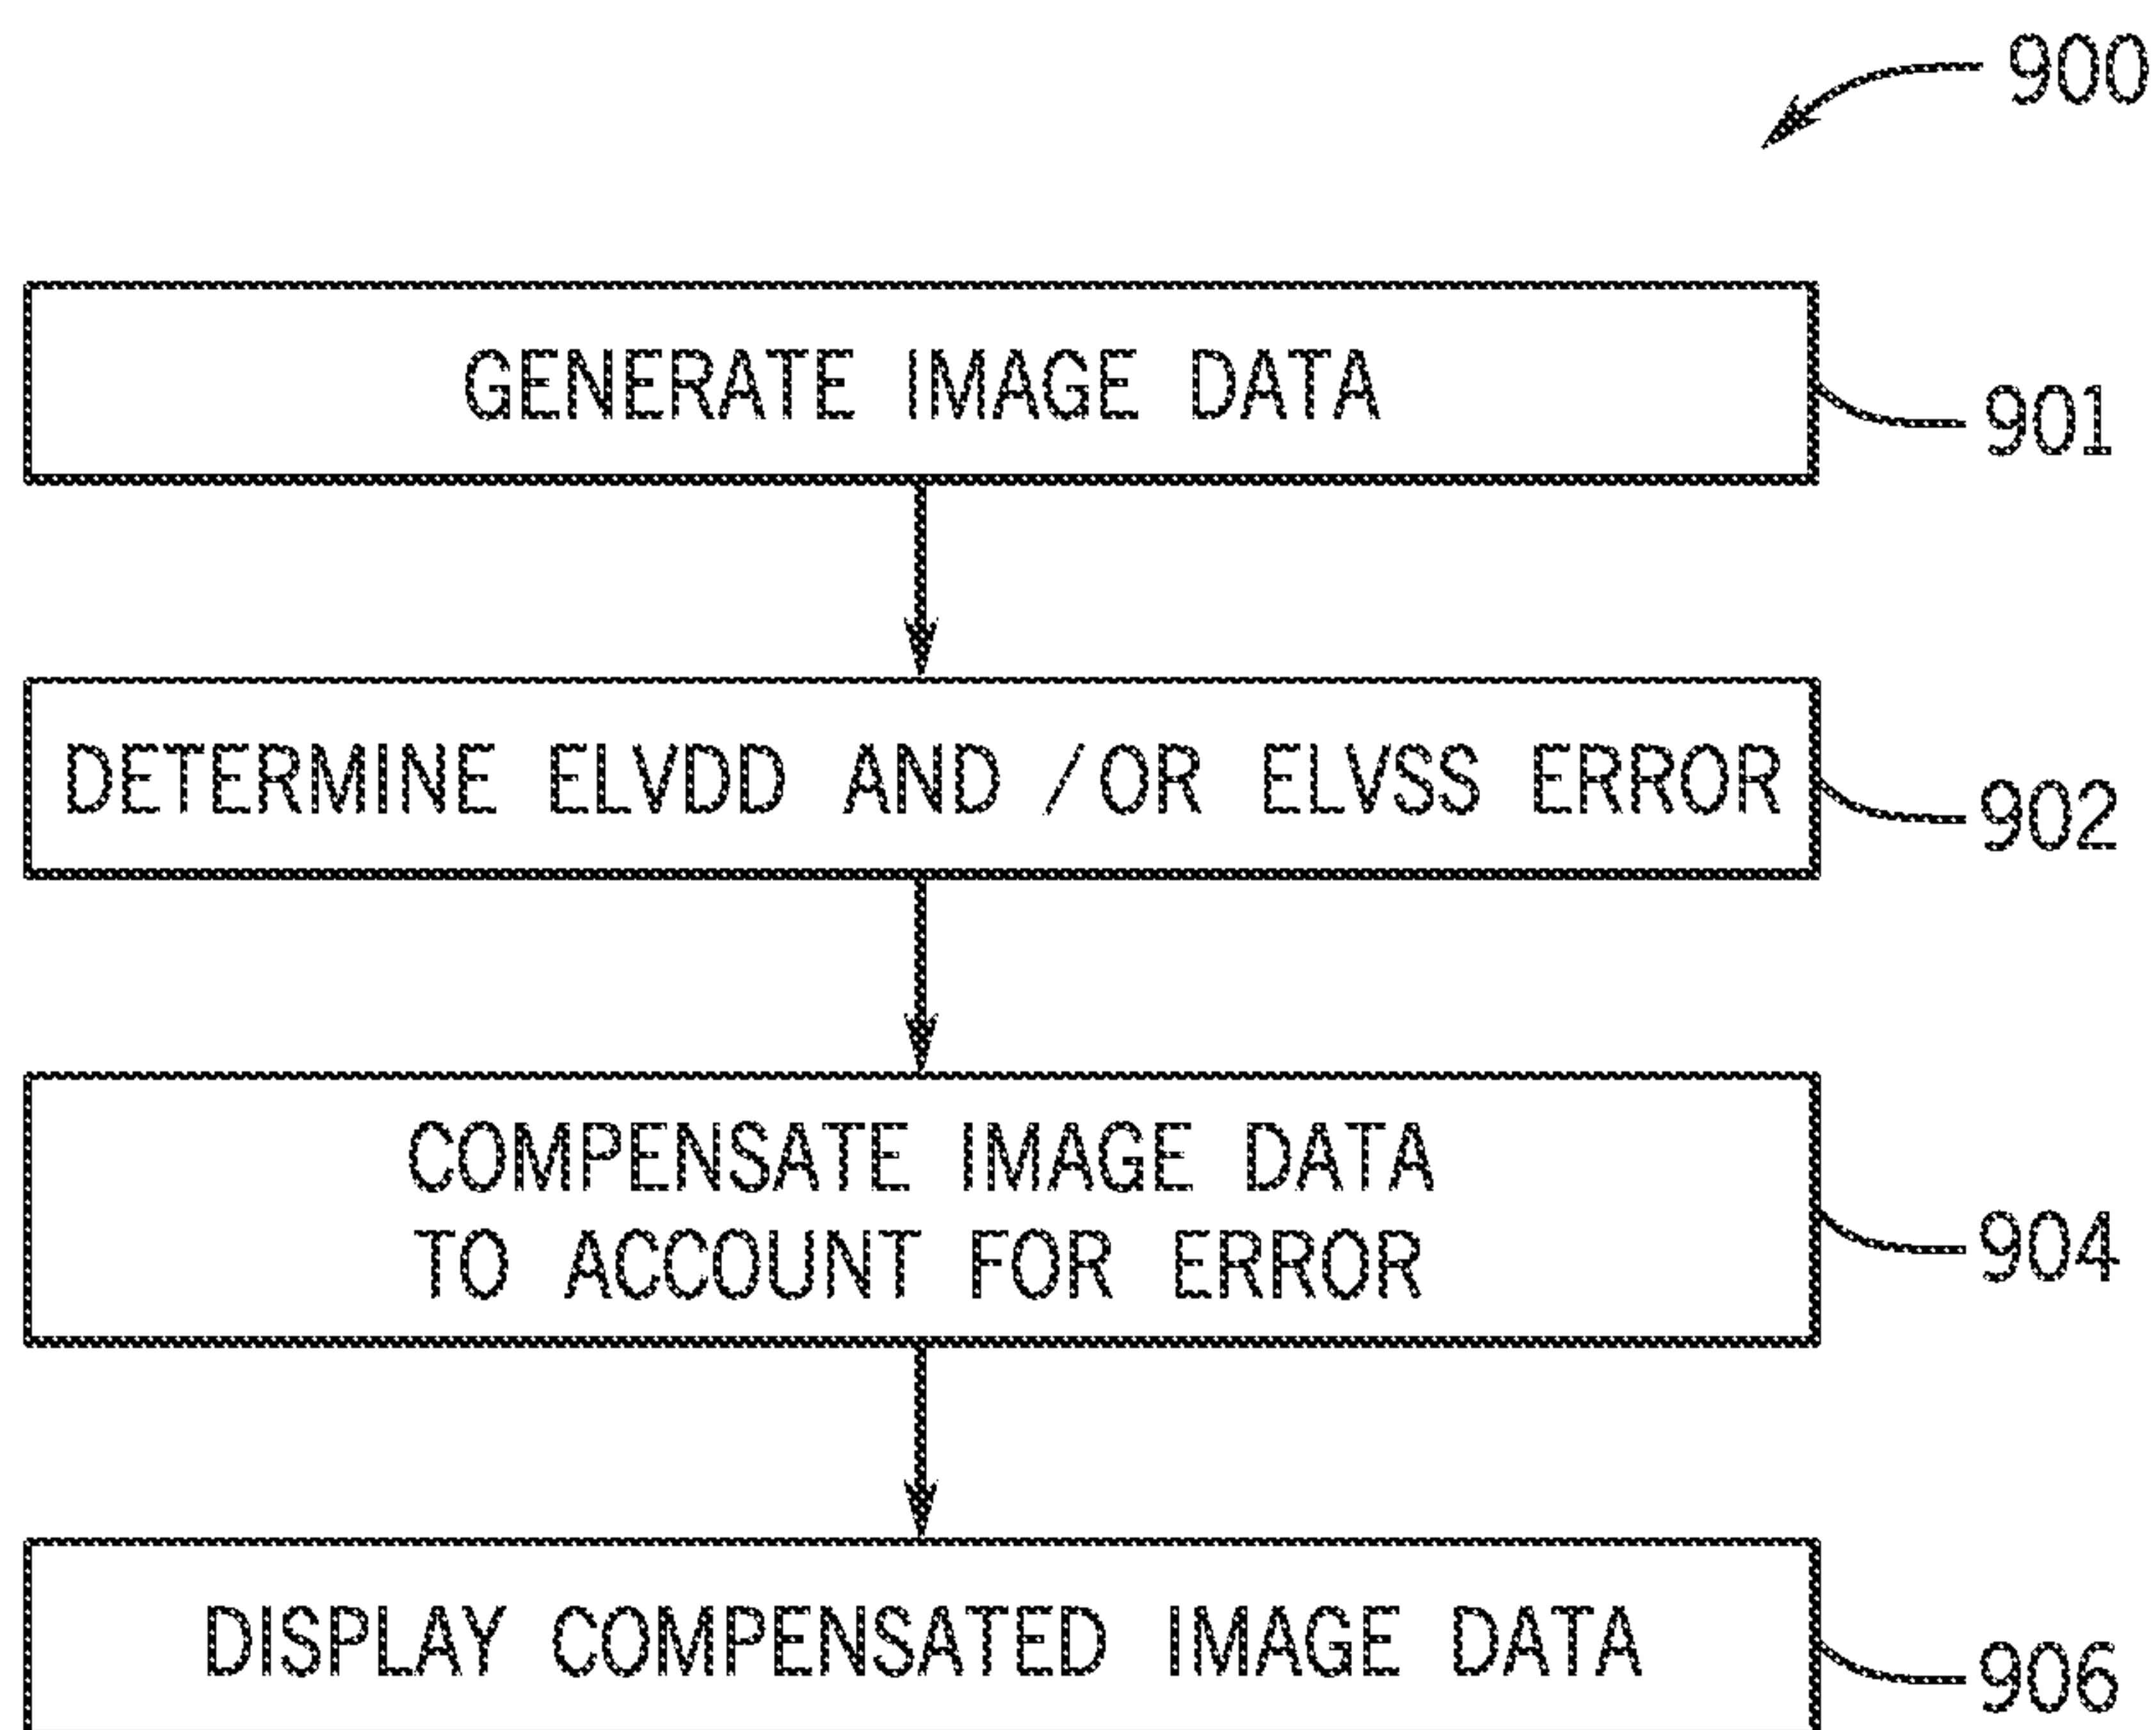 900
GENERATE IMAGE DATA
901
DETERMINE ELVDD AND /OR ELVSS ERROR
902
COMPENSATE IMAGE DATA
TO ACCOUNT FOR ERROR
904
DISPLAY COMPENSATED IMAGE DATA
906